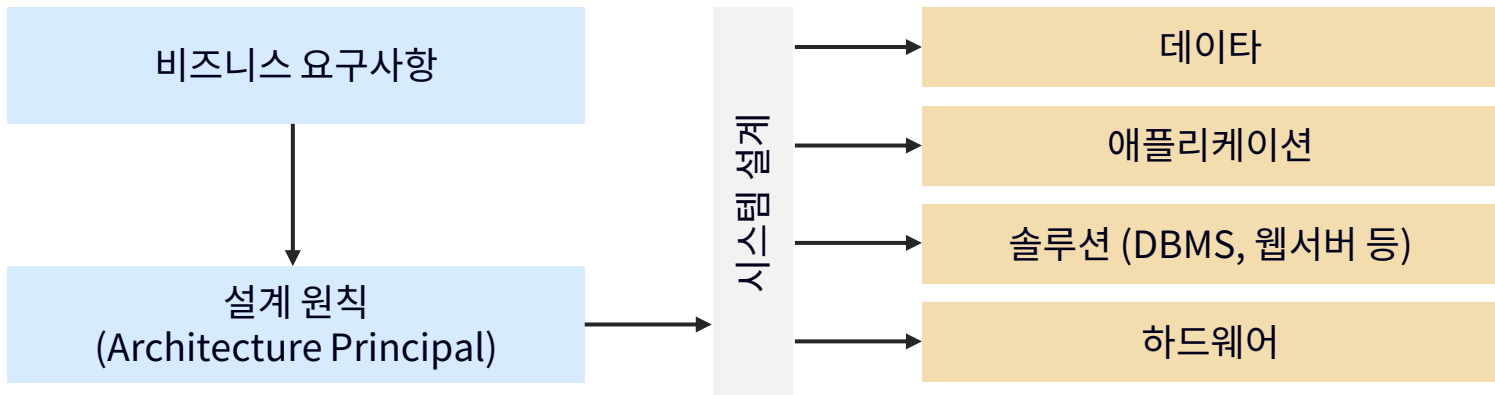 비즈니스 요구사항
설계 원칙
(Architecture Principal)
시스템 설계
데이타
애플리케이션
솔루션 (DBMS, 웹서버 등)
하드웨어